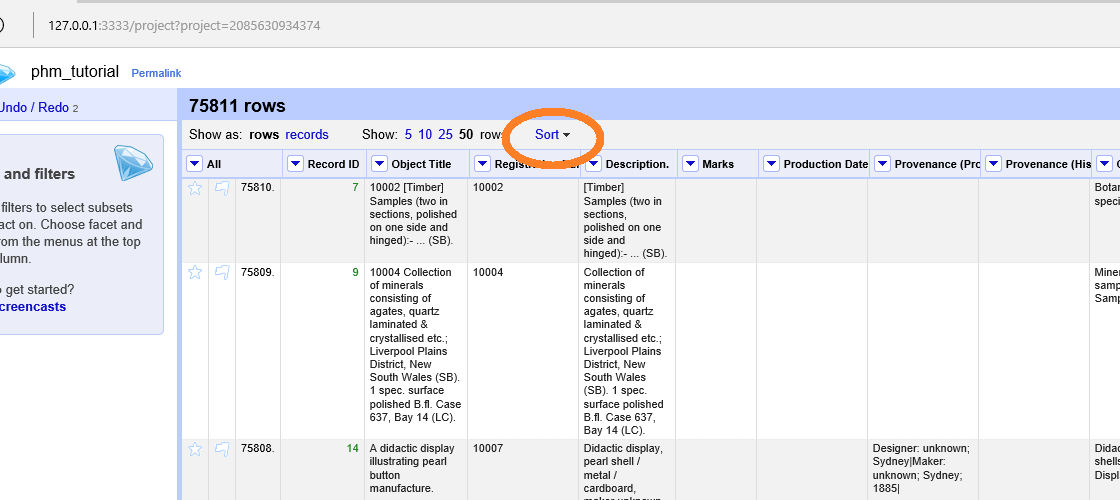 127.0.0.1:3333/project?project=2085630934374
phm_tutorial Permalink
Undo / Redo 2
75811 rows
Show as: rows records Show: 5 10 25 50 rows Sort
and filters
filters to select subsets
act on. Choose facet and
from the menus at the top
get started?
creencasts
All Record ID Object Title Description. Marks Production Date Provenance (Pro Provenance (His
75810. 7
10002 [Timber]
Samples (two in
sections, polished
on one side and
hinged):- ... (SB).
10002
[Timber]
Samples (two in
sections,
polished on one
side and
hinged):- ... (SB).
Botan
speci
75809. 9
10004 Collection
of minerals
consisting of
agates, quartz
laminated &
crystallised etc.;
Liverpool Plains
District, New
South Wales (SB).
1 spec. surface
polished B.fl. Case
637, Bay 14 (LC).
10004
Collection of
minerals
consisting of
agates, quartz
laminated &
crystallised etc.;
Liverpool Plains
District, New
South Wales
(SB). 1 spec.
surface polished
B.fl. Case 637,
Bay 14 (LC).
Miner
samp
Samp
75808. 14
A didactic display
illustrating pearl
button
manufacture.
10007
Didactic display,
pearl shell /
metal /
cardboard,
maker unknown
Designer: unknown;
Sydney|Maker:
unknown; Sydney;
1885|
Didac
shells
Displ